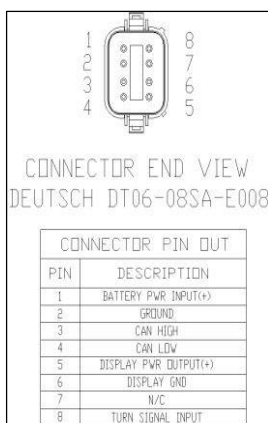 1 8
2 7
3 6
4 5
CONNECTOR END VIEW
DEUTSCH DT06-08SA-E008
CONNECTOR PIN OUT
PIN DESCRIPTION
1 BATTERY PWR INPUT(+)
2 GROUND
3 CAN HIGH
4 CAN LOW
5 DISPLAY PWR OUTPUT(+)
6 DISPLAY GND
7 N/C
8 TURN SIGNAL INPUT